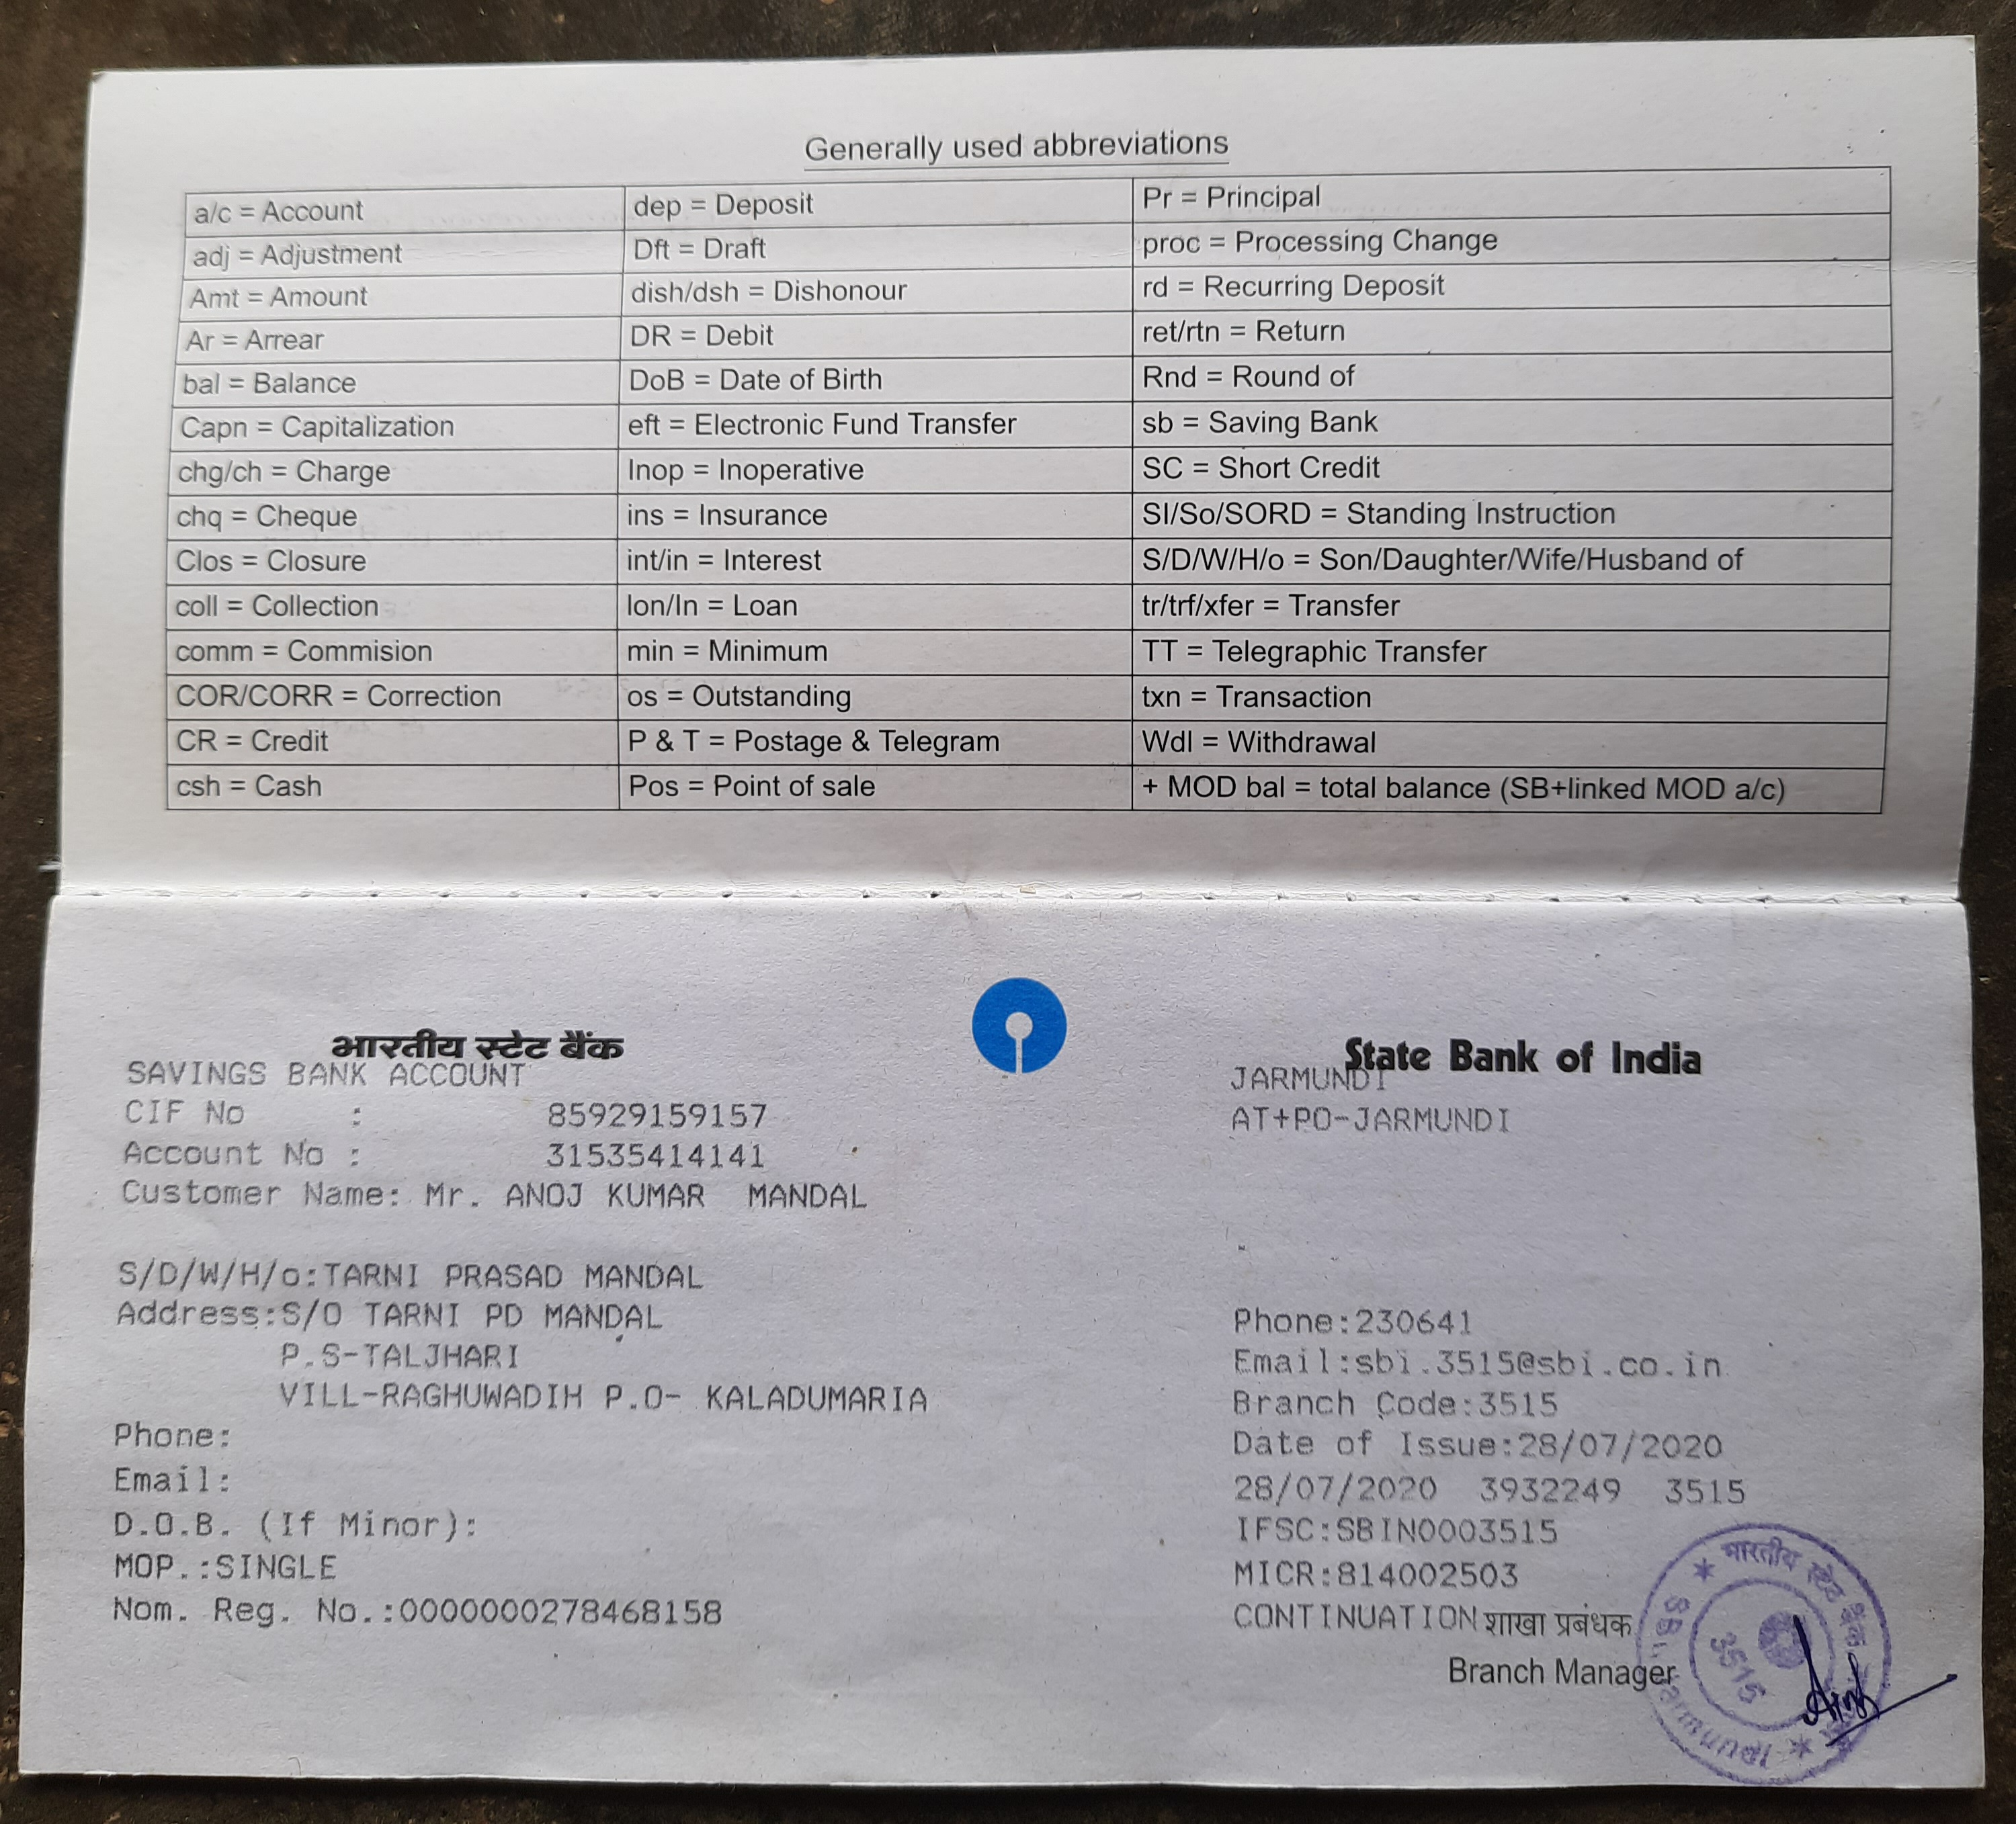 Generally used abbreviations
a/c = Account	dep = Deposit	Pr = Principal
adj = Adjustment	Dft = Draft	proc = Processing Change
Amt = Amount	dish/dsh = Dishonour	rd = Recurring Deposit
Ar = Arrear	DR = Debit	ret/rtn = Return
bal = Balance	DoB = Date of Birth	Rnd = Round of
Capn = Capitalization	eft = Electronic Fund Transfer	sb = Saving Bank
chg/ch = Charge	Inop = Inoperative	SC = Short Credit
chq = Cheque	ins = Insurance	SI/So/SORD = Standing Instruction
Clos = Closure	int/in = Interest	S/D/W/H/o = Son/Daughter/Wife/Husband of
coll = Collection	lon/ln = Loan	tr/trf/xfer = Transfer
comm = Commision	min = Minimum	TT = Telegraphic Transfer
COR/CORR = Correction	os = Outstanding	txn = Transaction
CR = Credit	P & T = Postage & Telegram	Wdl = Withdrawal
csh = Cash	Pos = Point of sale	+ MOD bal = total balance (SB+linked MOD a/c)
भारतीय स्टेट बैंक
SAVINGS BANK ACCOUNT
CIF No : 85929159157
Account No : 31535414141
Customer Name: Mr. ANOJ KUMAR MANDAL
S/D/W/H/o:TARNI PRASAD MANDAL
Address:S/O TARNI PD MANDAL
P.S-TALJHARI
VILL-RAGHUWADIH P.O- KALADUMARIA
Phone:
Email:
D.O.B. (If Minor):
MOP.:SINGLE
Nom. Reg. No.:0000000278468158
State Bank of India
JARMUNDI
AT+PO-JARMUNDI
Phone:230641
Email:sbi.3515@sbi.co.in
Branch Code:3515
Date of Issue:28/07/2020
28/07/2020 3932249 3515
IFSC:SBIN0003515
MICR:814002503
CONTINUATION शाखा प्रबंधक
Branch Manager
भारतीय स्टेट बैंक
3515